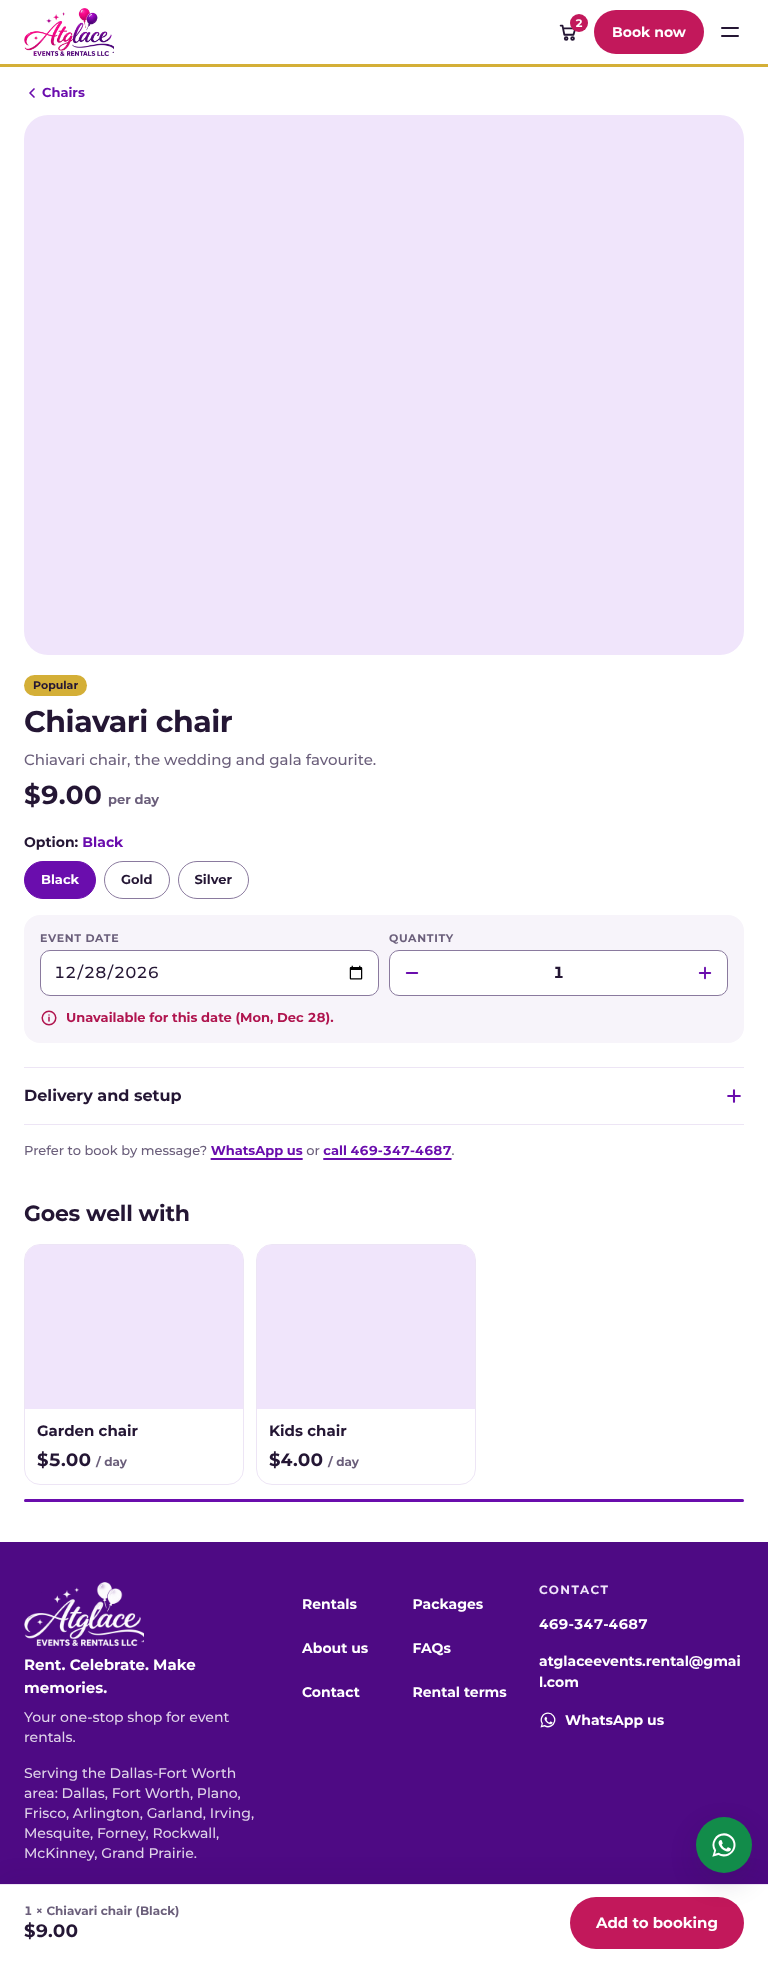 Atglace
EVENTS & RENTALS LLC
2
Book now
Chairs
Popular
Chiavari chair
Chiavari chair, the wedding and gala favourite.
$9.00 per day
Option: Black
Black
Gold
Silver
EVENT DATE
12/28/2026
QUANTITY
1
Unavailable for this date (Mon, Dec 28).
Delivery and setup
Prefer to book by message? WhatsApp us or call 469-347-4687.
Goes well with
Garden chair
$5.00 / day
Kids chair
$4.00 / day
Atglace
EVENTS & RENTALS LLC
Rent. Celebrate. Make
memories.
Your one-stop shop for event
rentals.
Serving the Dallas-Fort Worth
area: Dallas, Fort Worth, Plano,
Frisco, Arlington, Garland, Irving,
Mesquite, Forney, Rockwall,
McKinney, Grand Prairie.
Rentals
Packages
About us
FAQs
Contact
Rental terms
CONTACT
469-347-4687
atglaceevents.rental@gmai
l.com
WhatsApp us
1 × Chiavari chair (Black)
$9.00
Add to booking